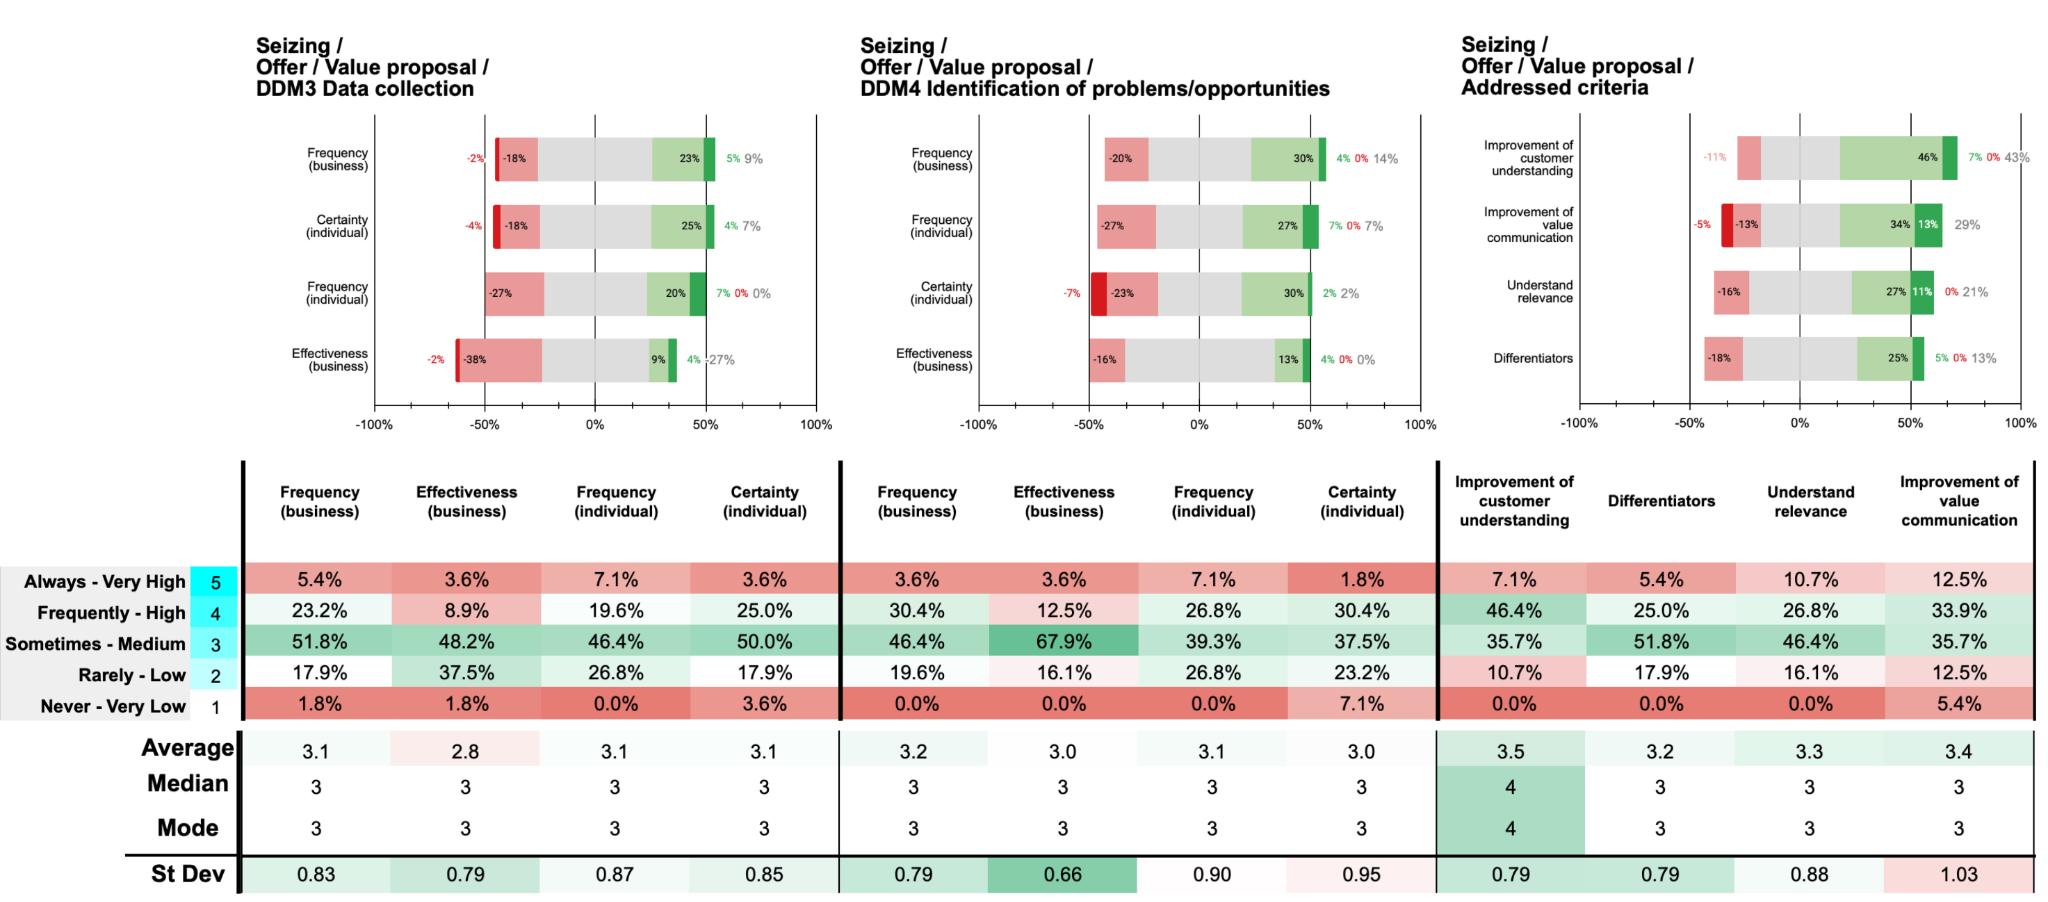 Seizing /
Offer / Value proposal /
DDM3 Data collection
Frequency
(business)
-2% -18% 23% 5% 9%
Certainty
(individual)
-4% -18% 25% 4% 7%
Frequency
(individual)
-27% 20% 7% 0% 0%
Effectiveness
(business)
-2% -38% 9% 4% -27%
-100% -50% 0% 50% 100%
Seizing /
Offer / Value proposal /
DDM4 Identification of problems/opportunities
Frequency
(business)
-20% 30% 4% 0% 14%
Frequency
(individual)
-27% 27% 7% 0% 7%
Certainty
(individual)
-7% -23% 30% 2% 2%
Effectiveness
(business)
-16% 13% 4% 0% 0%
-100% -50% 0% 50% 100%
Seizing /
Offer / Value proposal /
Addressed criteria
Improvement of
customer
understanding
-11% 46% 7% 0% 43%
Improvement of
value
communication
-5% -13% 34% 13% 29%
Understand
relevance
-16% 27% 11% 0% 21%
Differentiators
-18% 25% 5% 0% 13%
-100% -50% 0% 50% 100%
Frequency
(business)
Effectiveness
(business)
Frequency
(individual)
Certainty
(individual)
Frequency
(business)
Effectiveness
(business)
Frequency
(individual)
Certainty
(individual)
Improvement of
customer
understanding
Differentiators
Understand
relevance
Improvement of
value
communication
Always - Very High 5 5.4% 3.6% 7.1% 3.6% 3.6% 3.6% 7.1% 1.8% 7.1% 5.4% 10.7% 12.5%
Frequently - High 4 23.2% 8.9% 19.6% 25.0% 30.4% 12.5% 26.8% 30.4% 46.4% 25.0% 26.8% 33.9%
Sometimes - Medium 3 51.8% 48.2% 46.4% 50.0% 46.4% 67.9% 39.3% 37.5% 35.7% 51.8% 46.4% 35.7%
Rarely - Low 2 17.9% 37.5% 26.8% 17.9% 19.6% 16.1% 26.8% 23.2% 10.7% 17.9% 16.1% 12.5%
Never - Very Low 1 1.8% 1.8% 0.0% 3.6% 0.0% 0.0% 0.0% 7.1% 0.0% 0.0% 0.0% 5.4%
Average 3.1 2.8 3.1 3.1 3.2 3.0 3.1 3.0 3.5 3.2 3.3 3.4
Median 3 3 3 3 3 3 3 3 4 3 3 3
Mode 3 3 3 3 3 3 3 3 4 3 3 3
St Dev 0.83 0.79 0.87 0.85 0.79 0.66 0.90 0.95 0.79 0.79 0.88 1.03